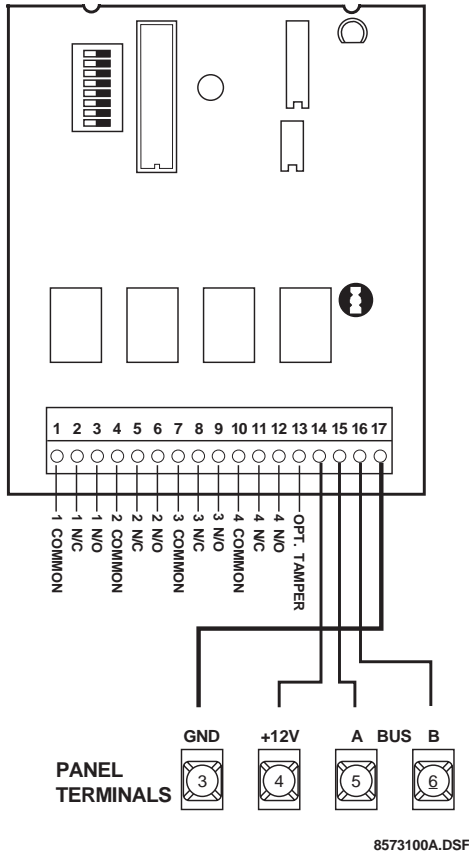 1 2 3 4 5 6 7 8 9 10 11 12 13 14 15 16 17
1 COMMON
1 N/C
1 N/O
2 COMMON
2 N/C
2 N/O
3 COMMON
3 N/C
3 N/O
4 COMMON
4 N/C
4 N/O
OPT. TAMPER
GND +12V A BUS B
PANEL
TERMINALS
3 4 5 6
8573100A.DSF